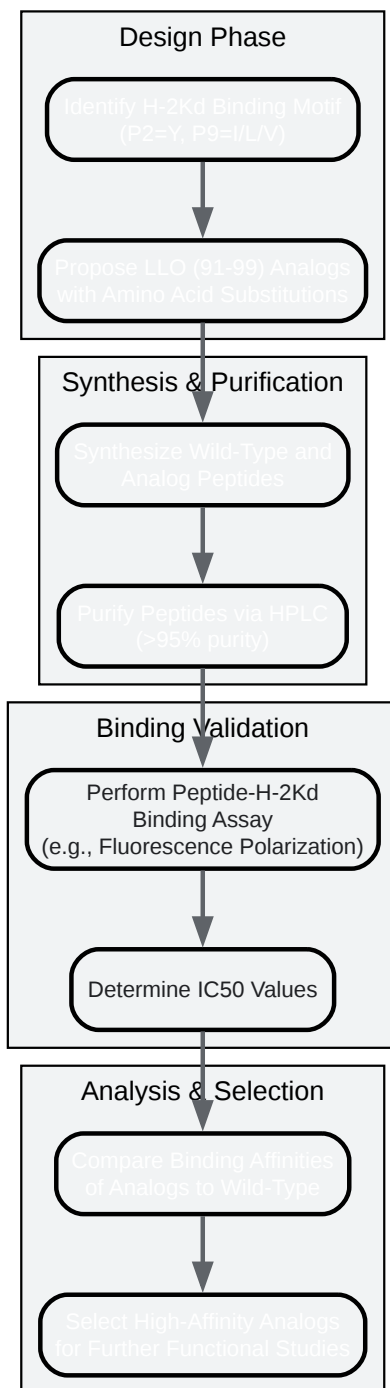 Design Phase
Identify H-2Kd Binding Motif
(P2=Y, P9=I/L/V)
Propose LLO (91-99) Analogs
with Amino Acid Substitutions
Synthesis & Purification
Synthesize Wild-Type and
Analog Peptides
Purify Peptides via HPLC
(>95% purity)
Binding Validation
Perform Peptide-H-2Kd
Binding Assay
(e.g., Fluorescence Polarization)
Determine IC50 Values
Analysis & Selection
Compare Binding Affinities
of Analogs to Wild-Type
Select High-Affinity Analogs
for Further Functional Studies